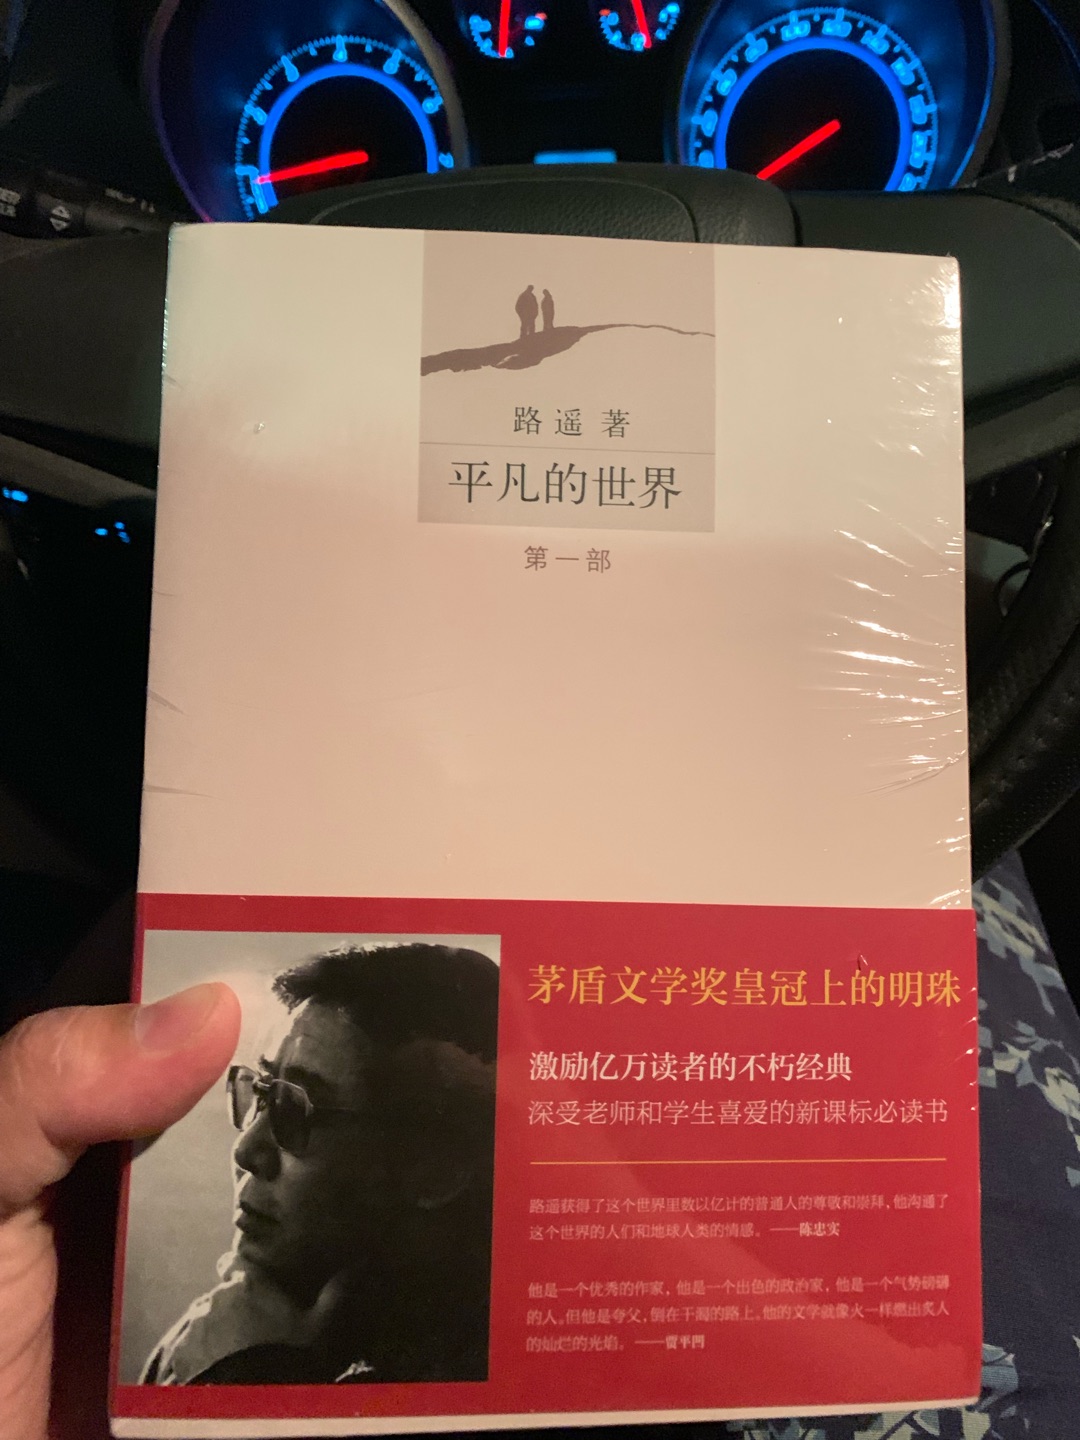 路遥 著
平凡的世界
第一部
茅盾文学奖皇冠上的明珠
激励亿万读者的不朽经典
深受老师和学生喜爱的新课标必读书
路遥获得了这个世界里数以亿计的普通人的尊敬和崇拜，他沟通了
这个世界的人们和地球人类的情感。——陈忠实
他是一个优秀的作家，他是一个出色的政治家，他是一个气势磅礴
的人。但他是夸父，倒在干渴的路上。他的文学就像火一样燃出炙人
的灿烂的光焰。——贾平凹